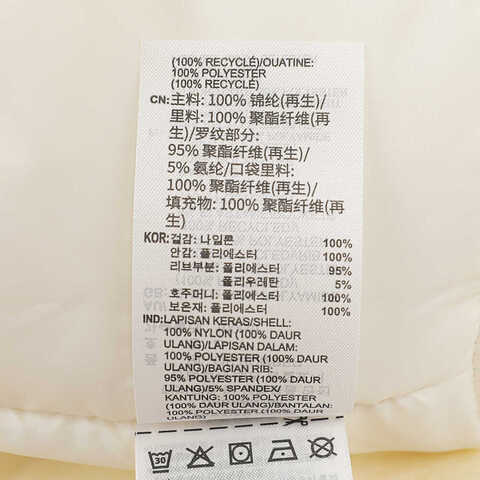 (100% RECYCLÉ)/OUATINE:
100% POLYESTER
(100% RECYCLÉ)
CN:主料: 100% 锦纶(再生)/
里料: 100% 聚酯纤维(再
生)/罗纹部分:
95% 聚酯纤维(再生)/
5% 氨纶/口袋里料:
100% 聚酯纤维(再生)/
填充物: 100% 聚酯纤维(再
生)
KOR:겉감: 나일론 100%
안감: 폴리에스터 100%
리브부분: 폴리에스터 95%
폴리우레탄 5%
호주머니: 폴리에스터 100%
보온재: 폴리에스터 100%
IND:LAPISAN KERAS/SHELL:
100% NYLON (100% DAUR
ULANG)/LAPISAN DALAM:
100% POLYESTER (100% DAUR
ULANG)/BAGIAN RIB:
95% POLYESTER (100% DAUR
ULANG)/5% SPANDEX/
KANTUNG: 100% POLYESTER
(100% DAUR ULANG)/BANTALAN:
100% POLYESTER (100% DAUR
ULANG)
30